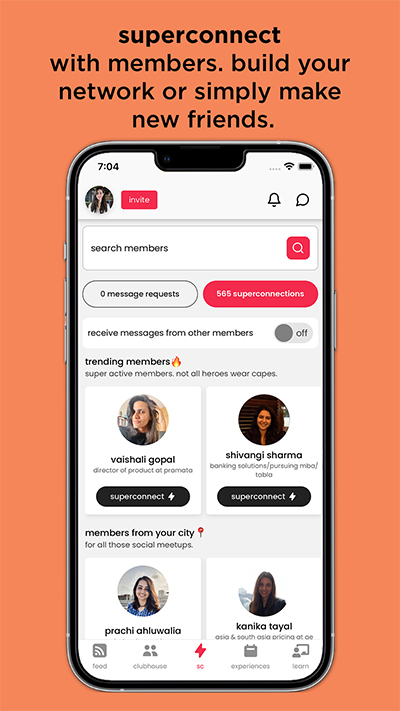 superconnect
with members. build your
network or simply make
new friends.
7:04
invite
search members
0 message requests
565 superconnections
receive messages from other members
off
trending members🔥
super active members. not all heroes wear capes.
vaishali gopal
director of product at pramata
superconnect
shivangi sharma
banking solutions/pursuing mba/
tabla
superconnect
members from your city📍
for all those social meetups.
prachi ahluwalia
kanika tayal
asia & south asia pricing at ge
feed
clubhouse
sc
experiences
learn